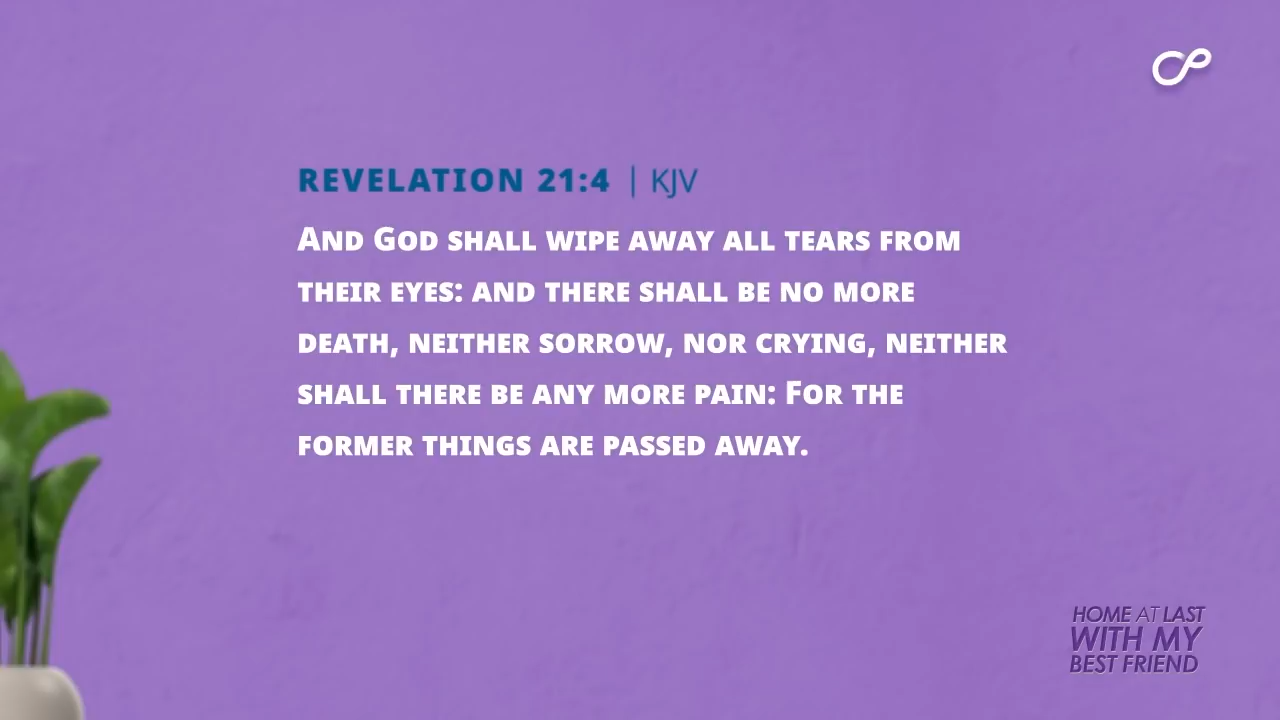 REVELATION 21:4 | KJV
And God shall wipe away all tears from
their eyes: and there shall be no more
death, neither sorrow, nor crying, neither
shall there be any more pain: For the
former things are passed away.
HOME AT LAST
WITH MY
BEST FRIEND